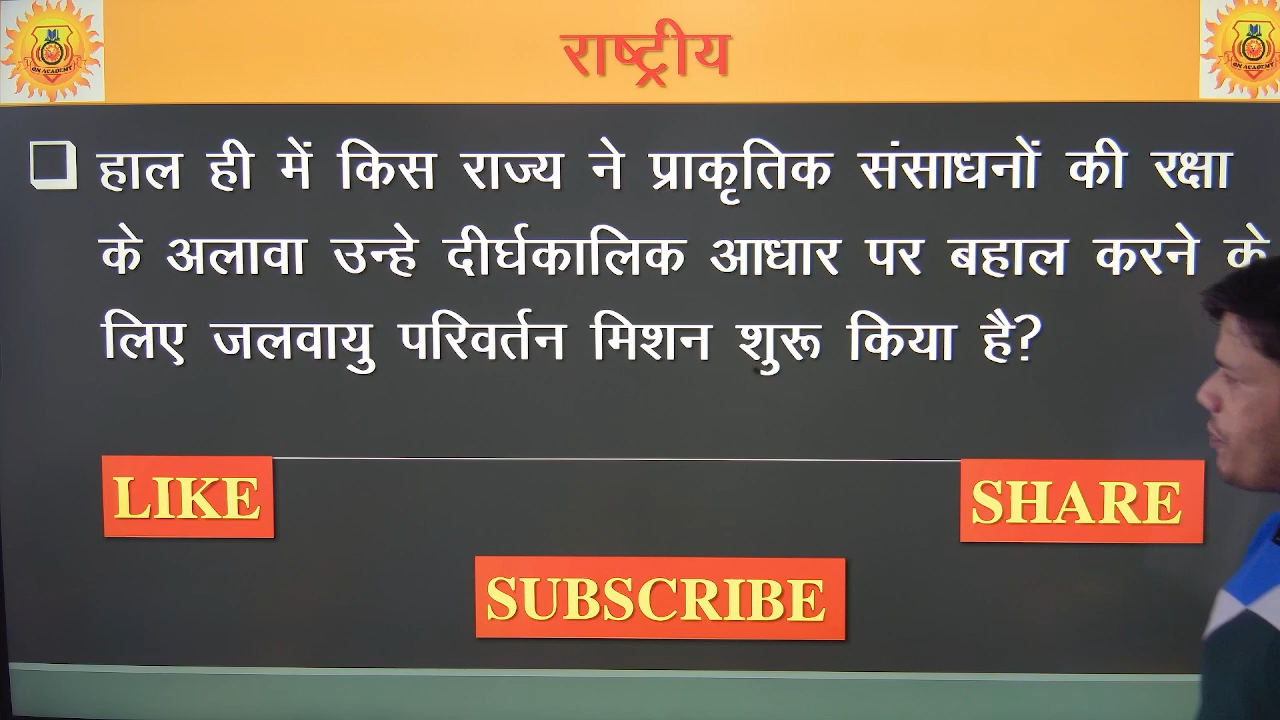 राष्ट्रीय
हाल ही में किस राज्य ने प्राकृतिक संसाधनों की रक्षा
के अलावा उन्हे दीर्घकालिक आधार पर बहाल करने के
लिए जलवायु परिवर्तन मिशन शुरू किया है?
LIKE
SHARE
SUBSCRIBE